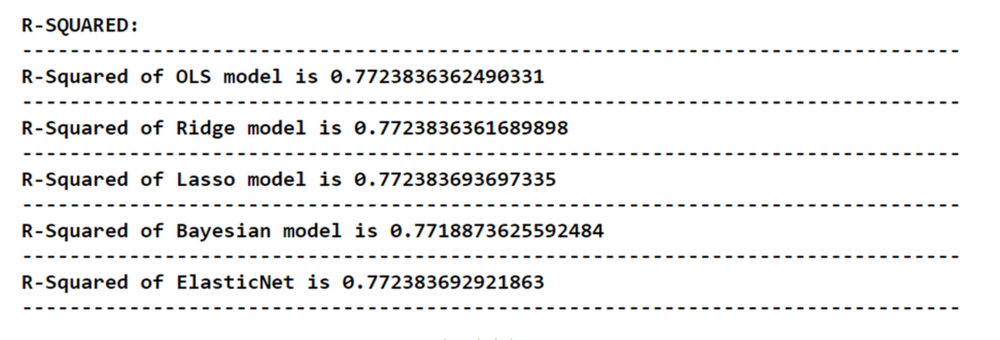 R-SQUARED:
--------------------------------------------------------------------------------
R-Squared of OLS model is 0.7723836362490331
--------------------------------------------------------------------------------
R-Squared of Ridge model is 0.7723836361689898
--------------------------------------------------------------------------------
R-Squared of Lasso model is 0.772383693697335
--------------------------------------------------------------------------------
R-Squared of Bayesian model is 0.7718873625592484
--------------------------------------------------------------------------------
R-Squared of ElasticNet is 0.772383692921863
--------------------------------------------------------------------------------